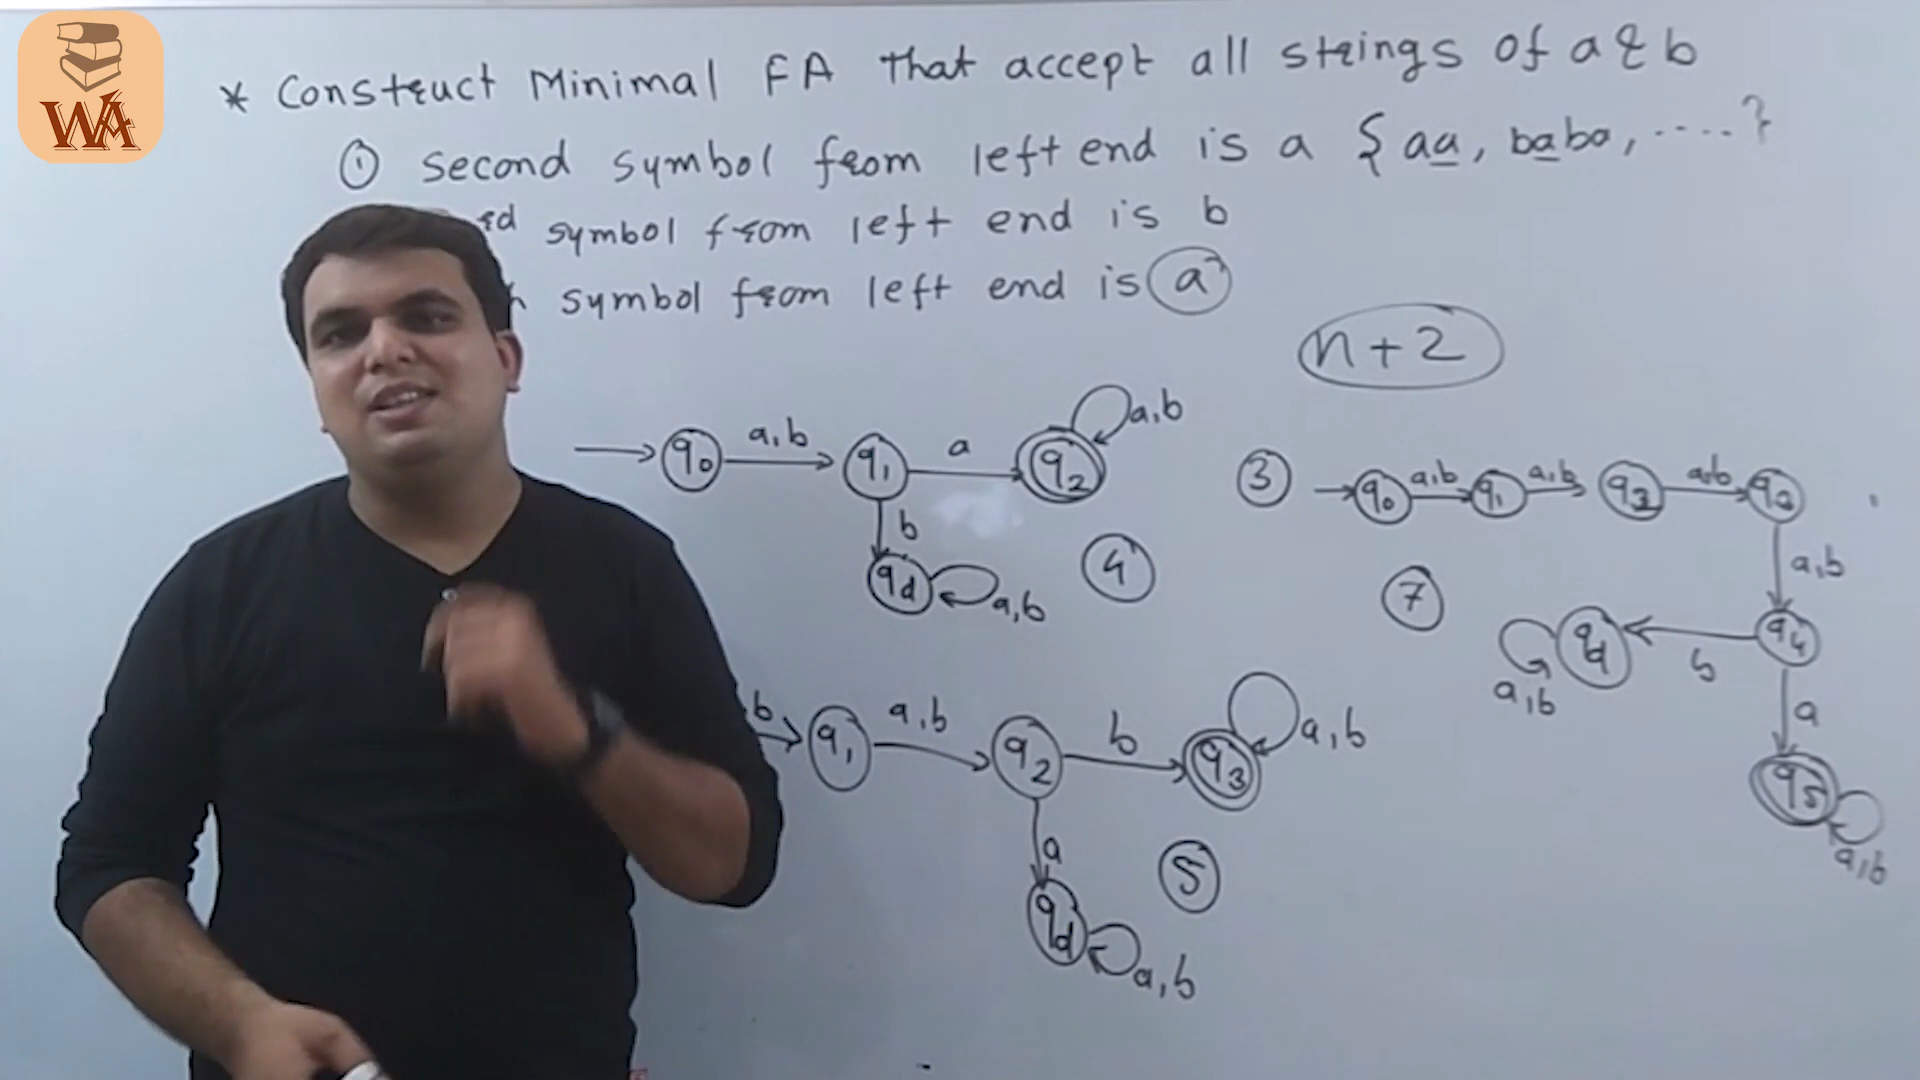 WA
* Construct Minimal FA that accept all strings of a & b
① second symbol from left end is a {aa, baba, ....}
rd symbol from left end is b
h symbol from left end is a
n+2
q0 a,b q1 a q2 a,b
b
qd a,b
4
3 q0 a,b q1 a,b q2 a,b q3
a,b
q4 b qd a,b
7
a
q5 a,b
b q1 a,b q2 b q3 a,b
a
qd a,b
5